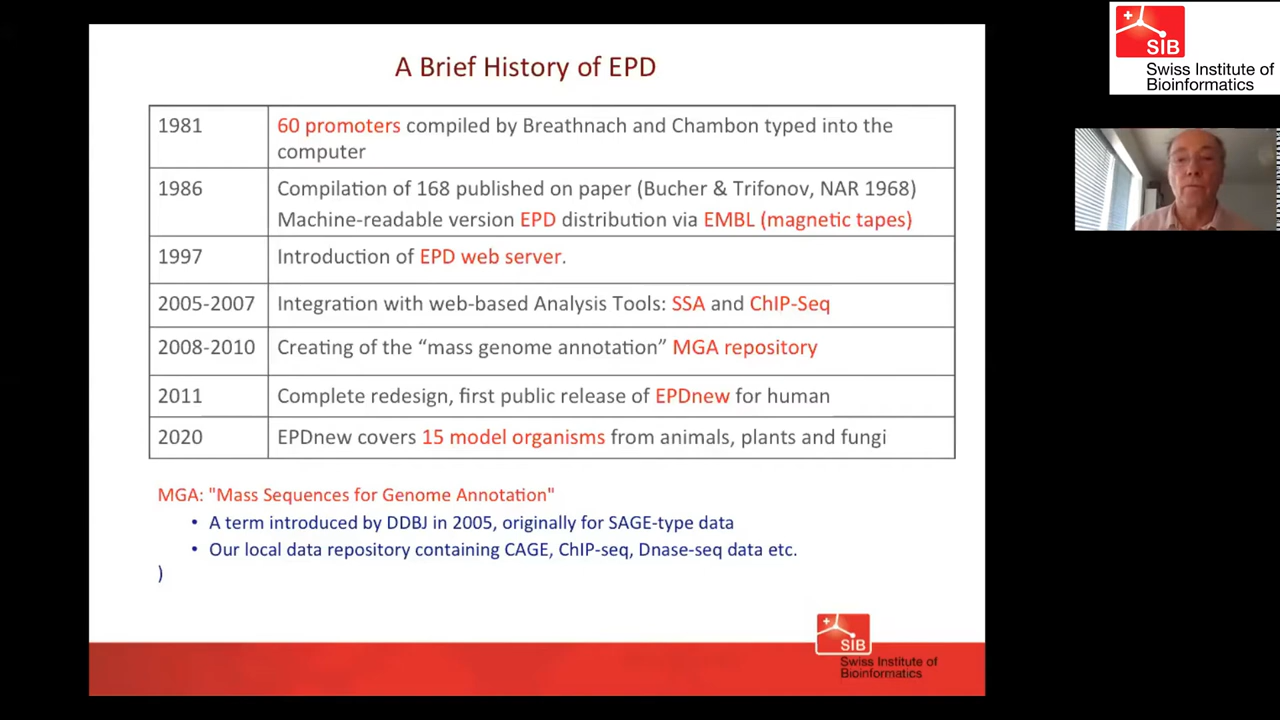 A Brief History of EPD
1981
60 promoters compiled by Breathnach and Chambon typed into the
computer
1986
Compilation of 168 published on paper (Bucher & Trifonov, NAR 1968)
Machine-readable version EPD distribution via EMBL (magnetic tapes)
1997
Introduction of EPD web server.
2005-2007
Integration with web-based Analysis Tools: SSA and ChIP-Seq
2008-2010
Creating of the “mass genome annotation” MGA repository
2011
Complete redesign, first public release of EPDnew for human
2020
EPDnew covers 15 model organisms from animals, plants and fungi
MGA: "Mass Sequences for Genome Annotation"
• A term introduced by DDBJ in 2005, originally for SAGE-type data
• Our local data repository containing CAGE, ChIP-seq, Dnase-seq data etc.
)
SIB
Swiss Institute of
Bioinformatics
SIB
Swiss Institute of
Bioinformatics